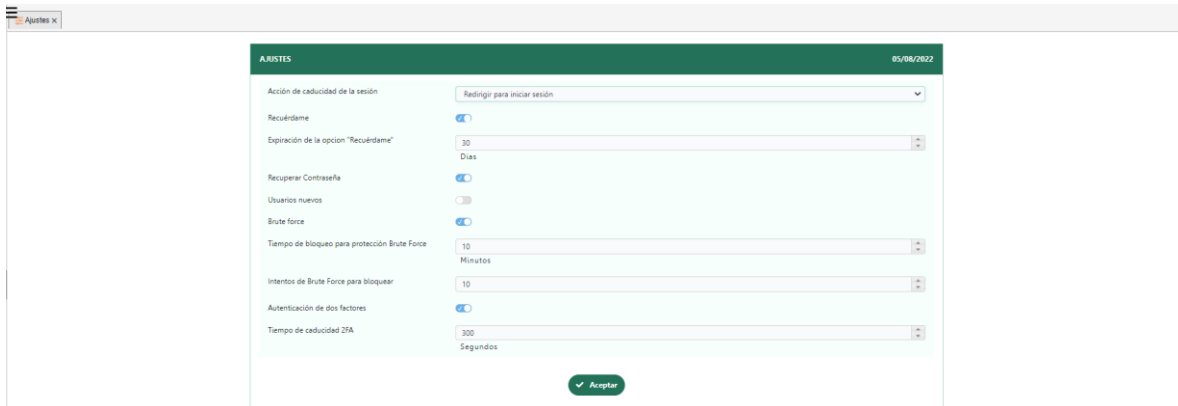 Ajustes x
AJUSTES 05/08/2022
Acción de caducidad de la sesión Redirigir para iniciar sesión
Recuérdame
Expiración de la opcion "Recuérdame" 30
Dias
Recuperar Contraseña
Usuarios nuevos
Brute force
Tiempo de bloqueo para protección Brute Force 10
Minutos
Intentos de Brute Force para bloquear 10
Autenticación de dos factores
Tiempo de caducidad 2FA 300
Segundos
Aceptar